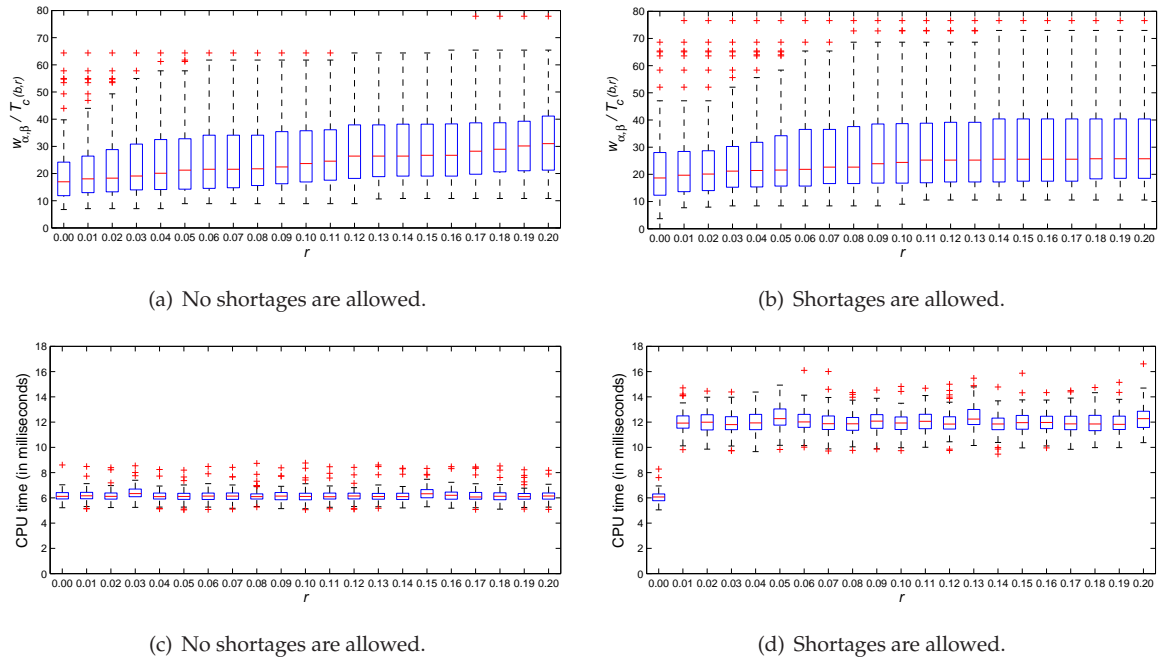 80
70
60
50
40
30
20
10
0
w α,β / T c (b,r)
0.00 0.01 0.02 0.03 0.04 0.05 0.06 0.07 0.08 0.09 0.10 0.11 0.12 0.13 0.14 0.15 0.16 0.17 0.18 0.19 0.20
r
(a) No shortages are allowed.
80
70
60
50
40
30
20
10
0
w α,β / T c (b,r)
0.00 0.01 0.02 0.03 0.04 0.05 0.06 0.07 0.08 0.09 0.10 0.11 0.12 0.13 0.14 0.15 0.16 0.17 0.18 0.19 0.20
r
(b) Shortages are allowed.
18
16
14
12
10
8
6
4
2
0
CPU time (in milliseconds)
0.00 0.01 0.02 0.03 0.04 0.05 0.06 0.07 0.08 0.09 0.10 0.11 0.12 0.13 0.14 0.15 0.16 0.17 0.18 0.19 0.20
r
(c) No shortages are allowed.
18
16
14
12
10
8
6
4
2
0
CPU time (in milliseconds)
0.00 0.01 0.02 0.03 0.04 0.05 0.06 0.07 0.08 0.09 0.10 0.11 0.12 0.13 0.14 0.15 0.16 0.17 0.18 0.19 0.20
r
(d) Shortages are allowed.